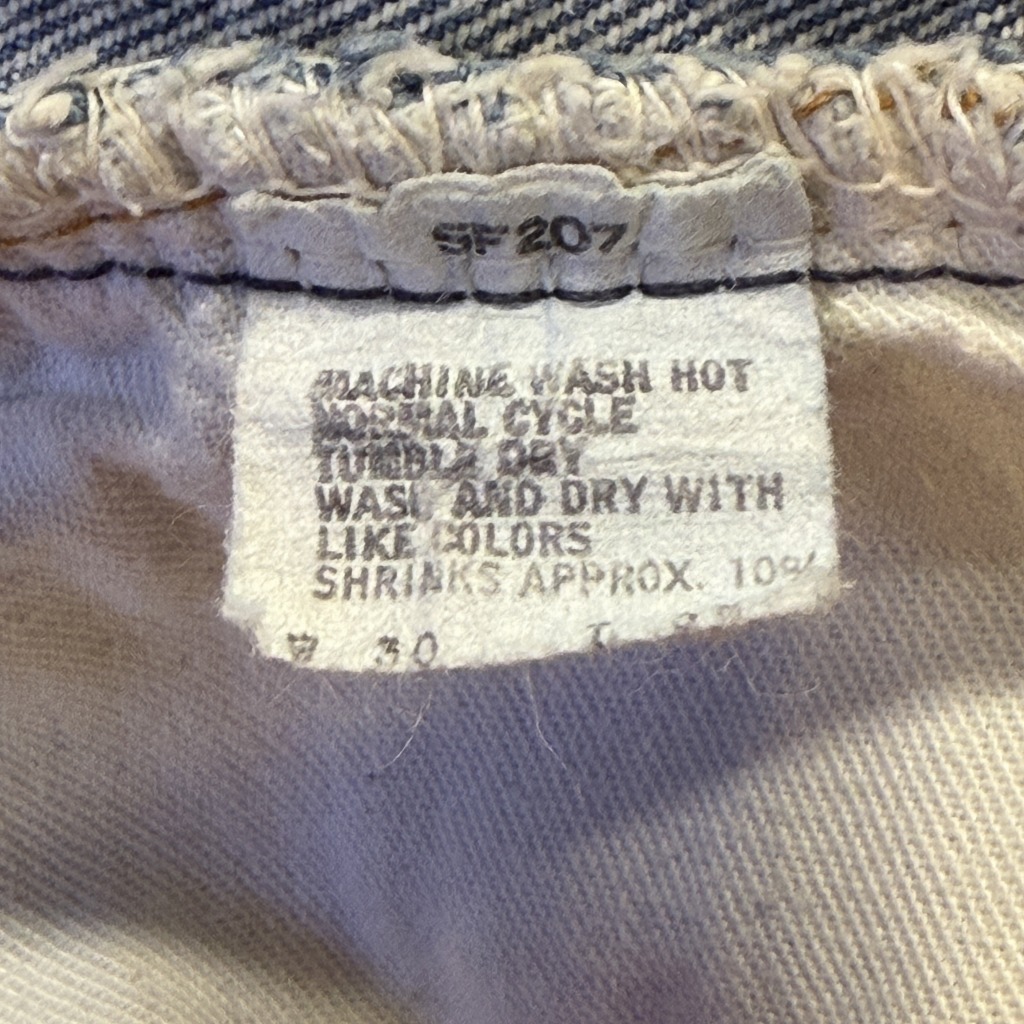 SF 207
MACHINE WASH HOT
NORMAL CYCLE
TUMBLE DRY
WASH AND DRY WITH
LIKE COLORS
SHRINKS APPROX. 10%
W 30